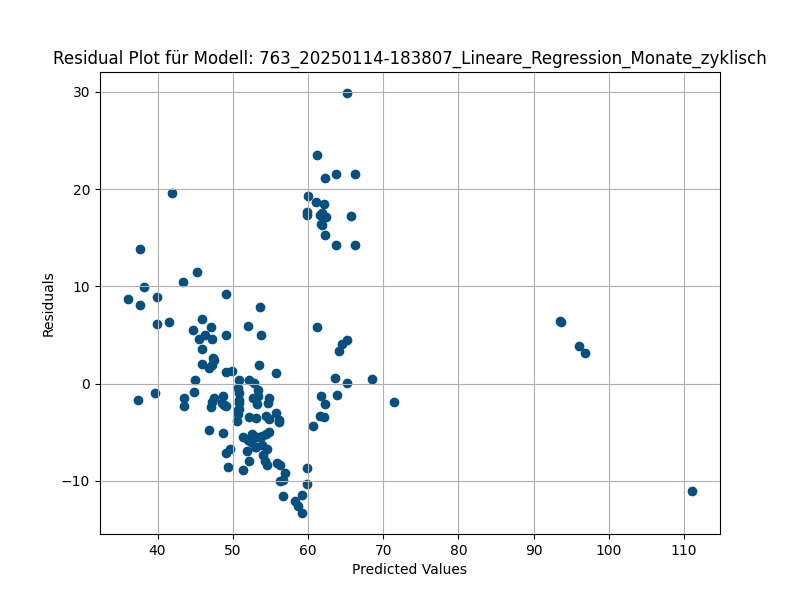 Residual Plot für Modell: 763_20250114-183807_Lineare_Regression_Monate_zyklisch
30
20
10
0
−10
Residuals
40 50 60 70 80 90 100 110
Predicted Values